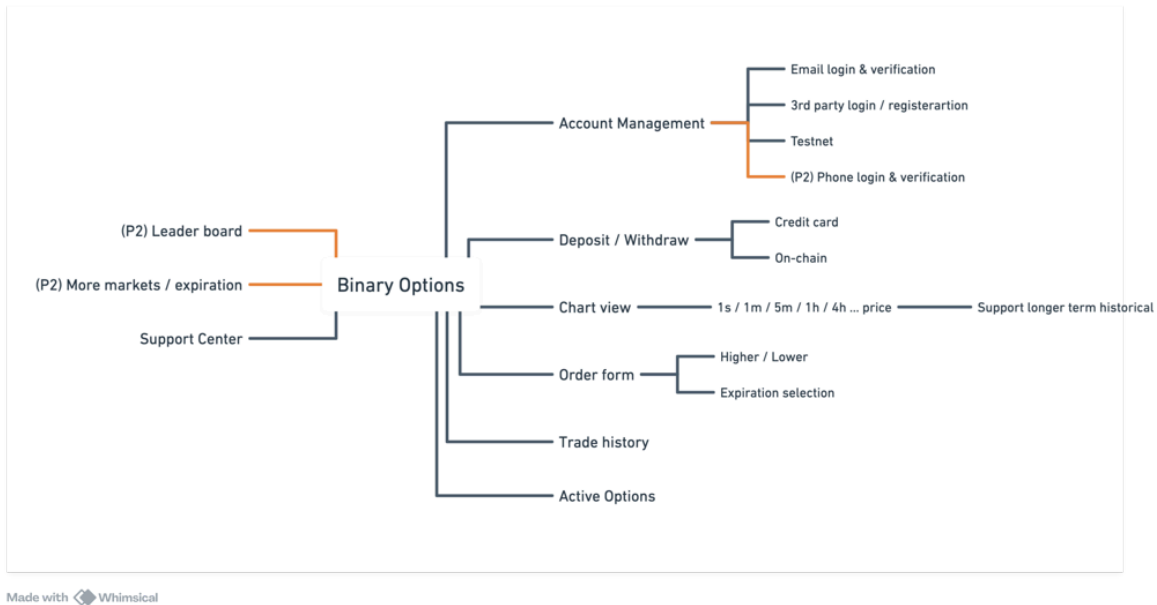 Email login & verification
3rd party login / registerartion
Account Management
Testnet
(P2) Phone login & verification
(P2) Leader board
Deposit / Withdraw
Credit card
On-chain
(P2) More markets / expiration
Binary Options
Chart view
1s / 1m / 5m / 1h / 4h ... price
Support longer term historical
Support Center
Order form
Higher / Lower
Expiration selection
Trade history
Active Options
Made with Whimsical